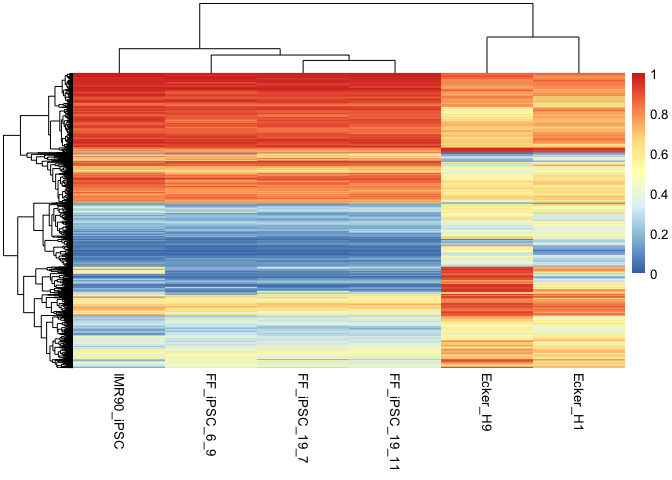 1
0.8
0.6
0.4
0.2
0
IMR90_iPSC
FF_iPSC_6_9
FF_iPSC_19_7
FF_iPSC_19_11
Ecker_H9
Ecker_H1